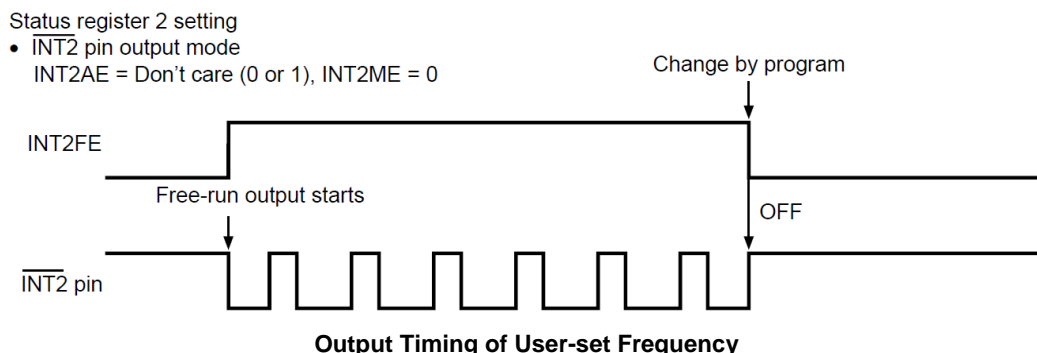 Status register 2 setting
• INT2 pin output mode
INT2AE = Don't care (0 or 1), INT2ME = 0
Change by program
INT2FE
Free-run output starts
OFF
INT2 pin
Output Timing of User-set Frequency